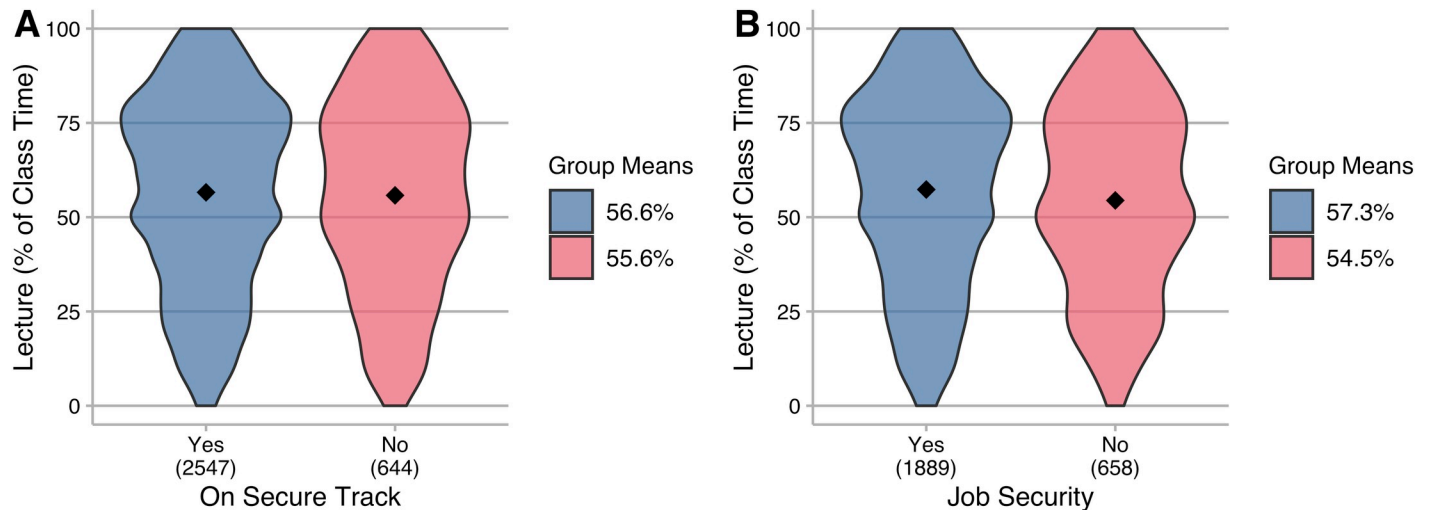 A
Lecture (% of Class Time)
100
75
50
25
0
Yes
(2547)
No
(644)
On Secure Track
Group Means
56.6%
55.6%
B
Lecture (% of Class Time)
100
75
50
25
0
Yes
(1889)
No
(658)
Job Security
Group Means
57.3%
54.5%